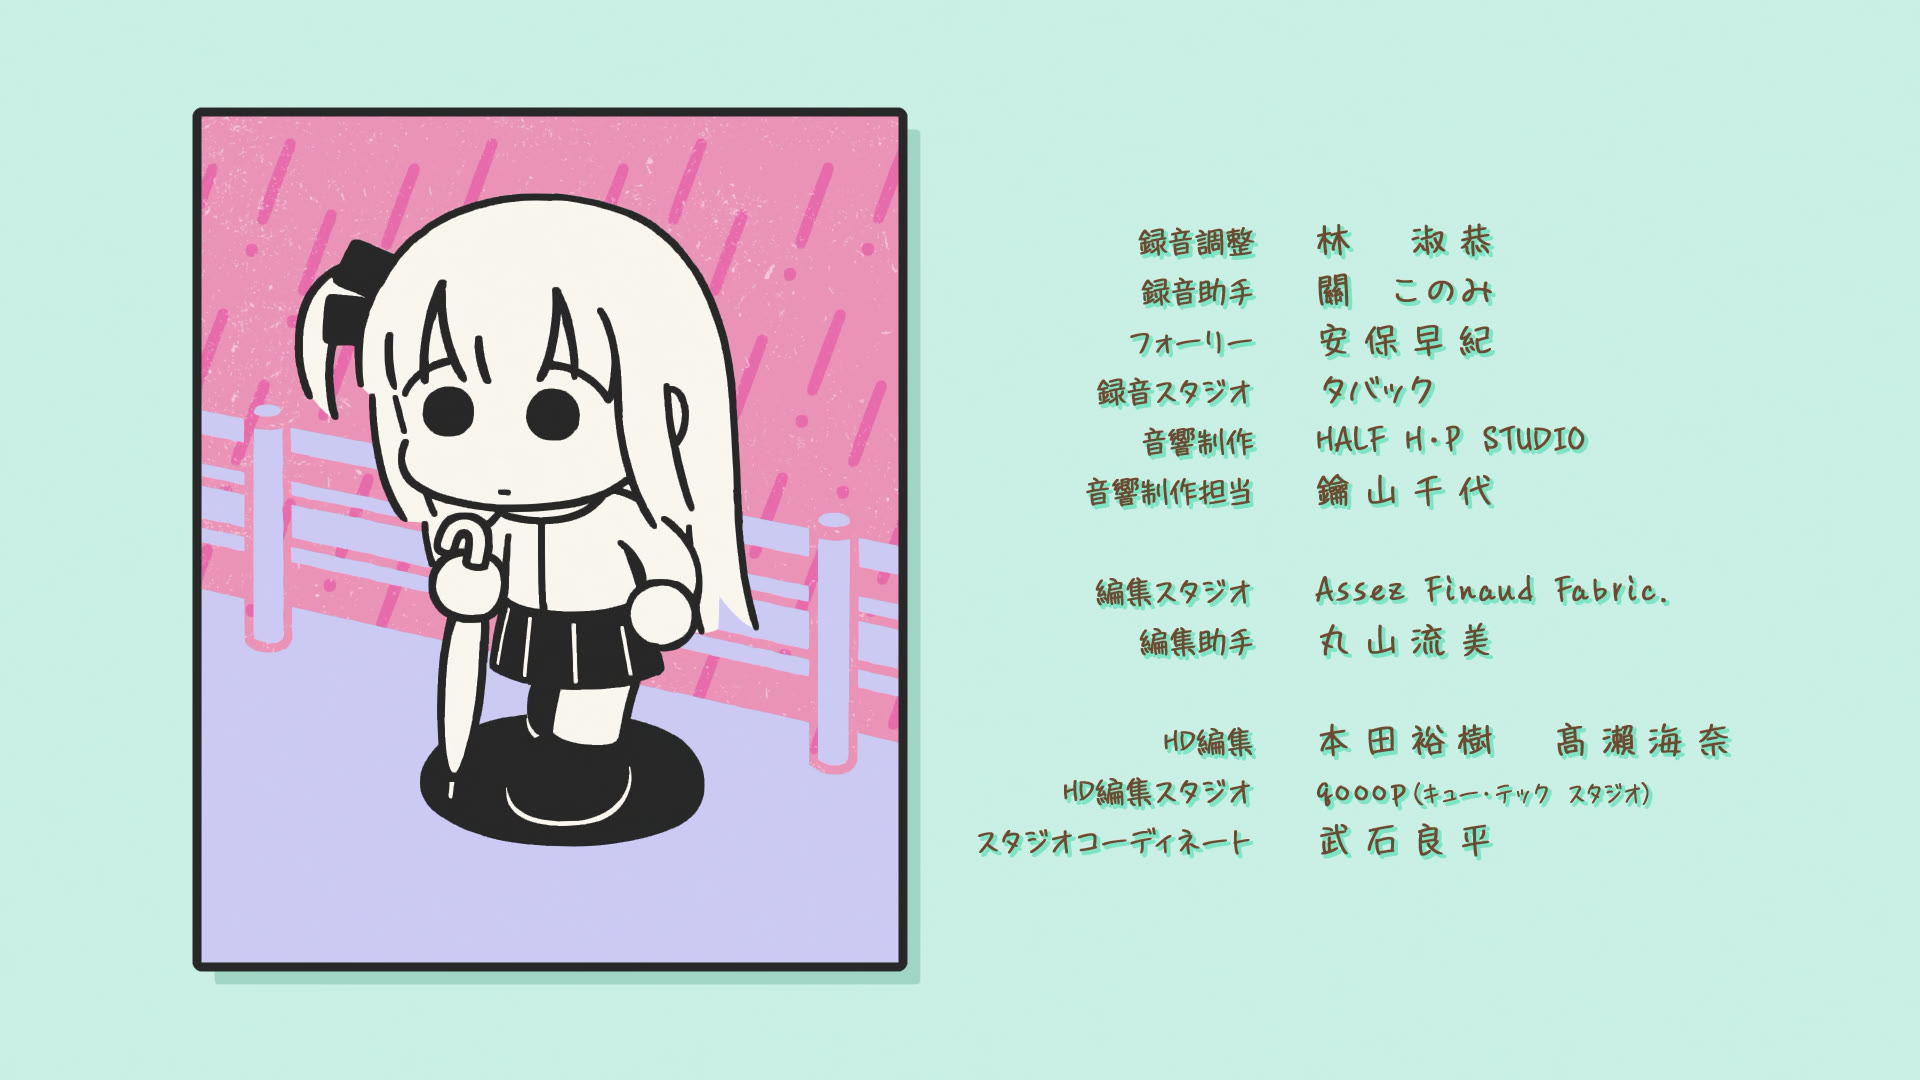 録音調整 林 淑恭
録音助手 關 このみ
フォーリー 安保早紀
録音スタジオ タバック
音響制作 HALF H・P STUDIO
音響制作担当 鑰山千代
編集スタジオ Assez Finaud Fabric.
編集助手 丸山流美
HD編集 本田裕樹 髙瀨海奈
HD編集スタジオ qooop(キュー・テック スタジオ)
スタジオコーディネート 武石良平